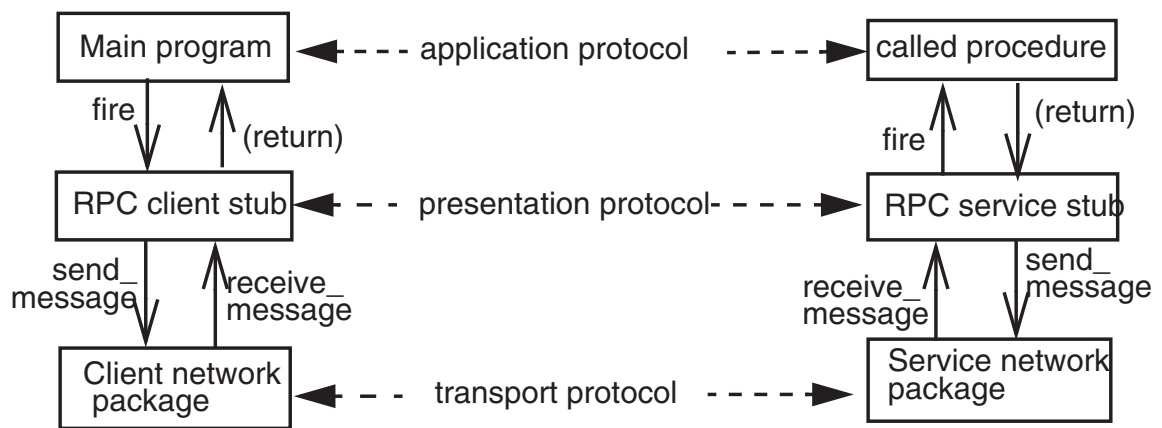 Main program
application protocol
called procedure
fire
(return)
fire
(return)
RPC client stub
presentation protocol
RPC service stub
send_
message
receive_
message
receive_
message
send_
message
Client network
package
transport protocol
Service network
package